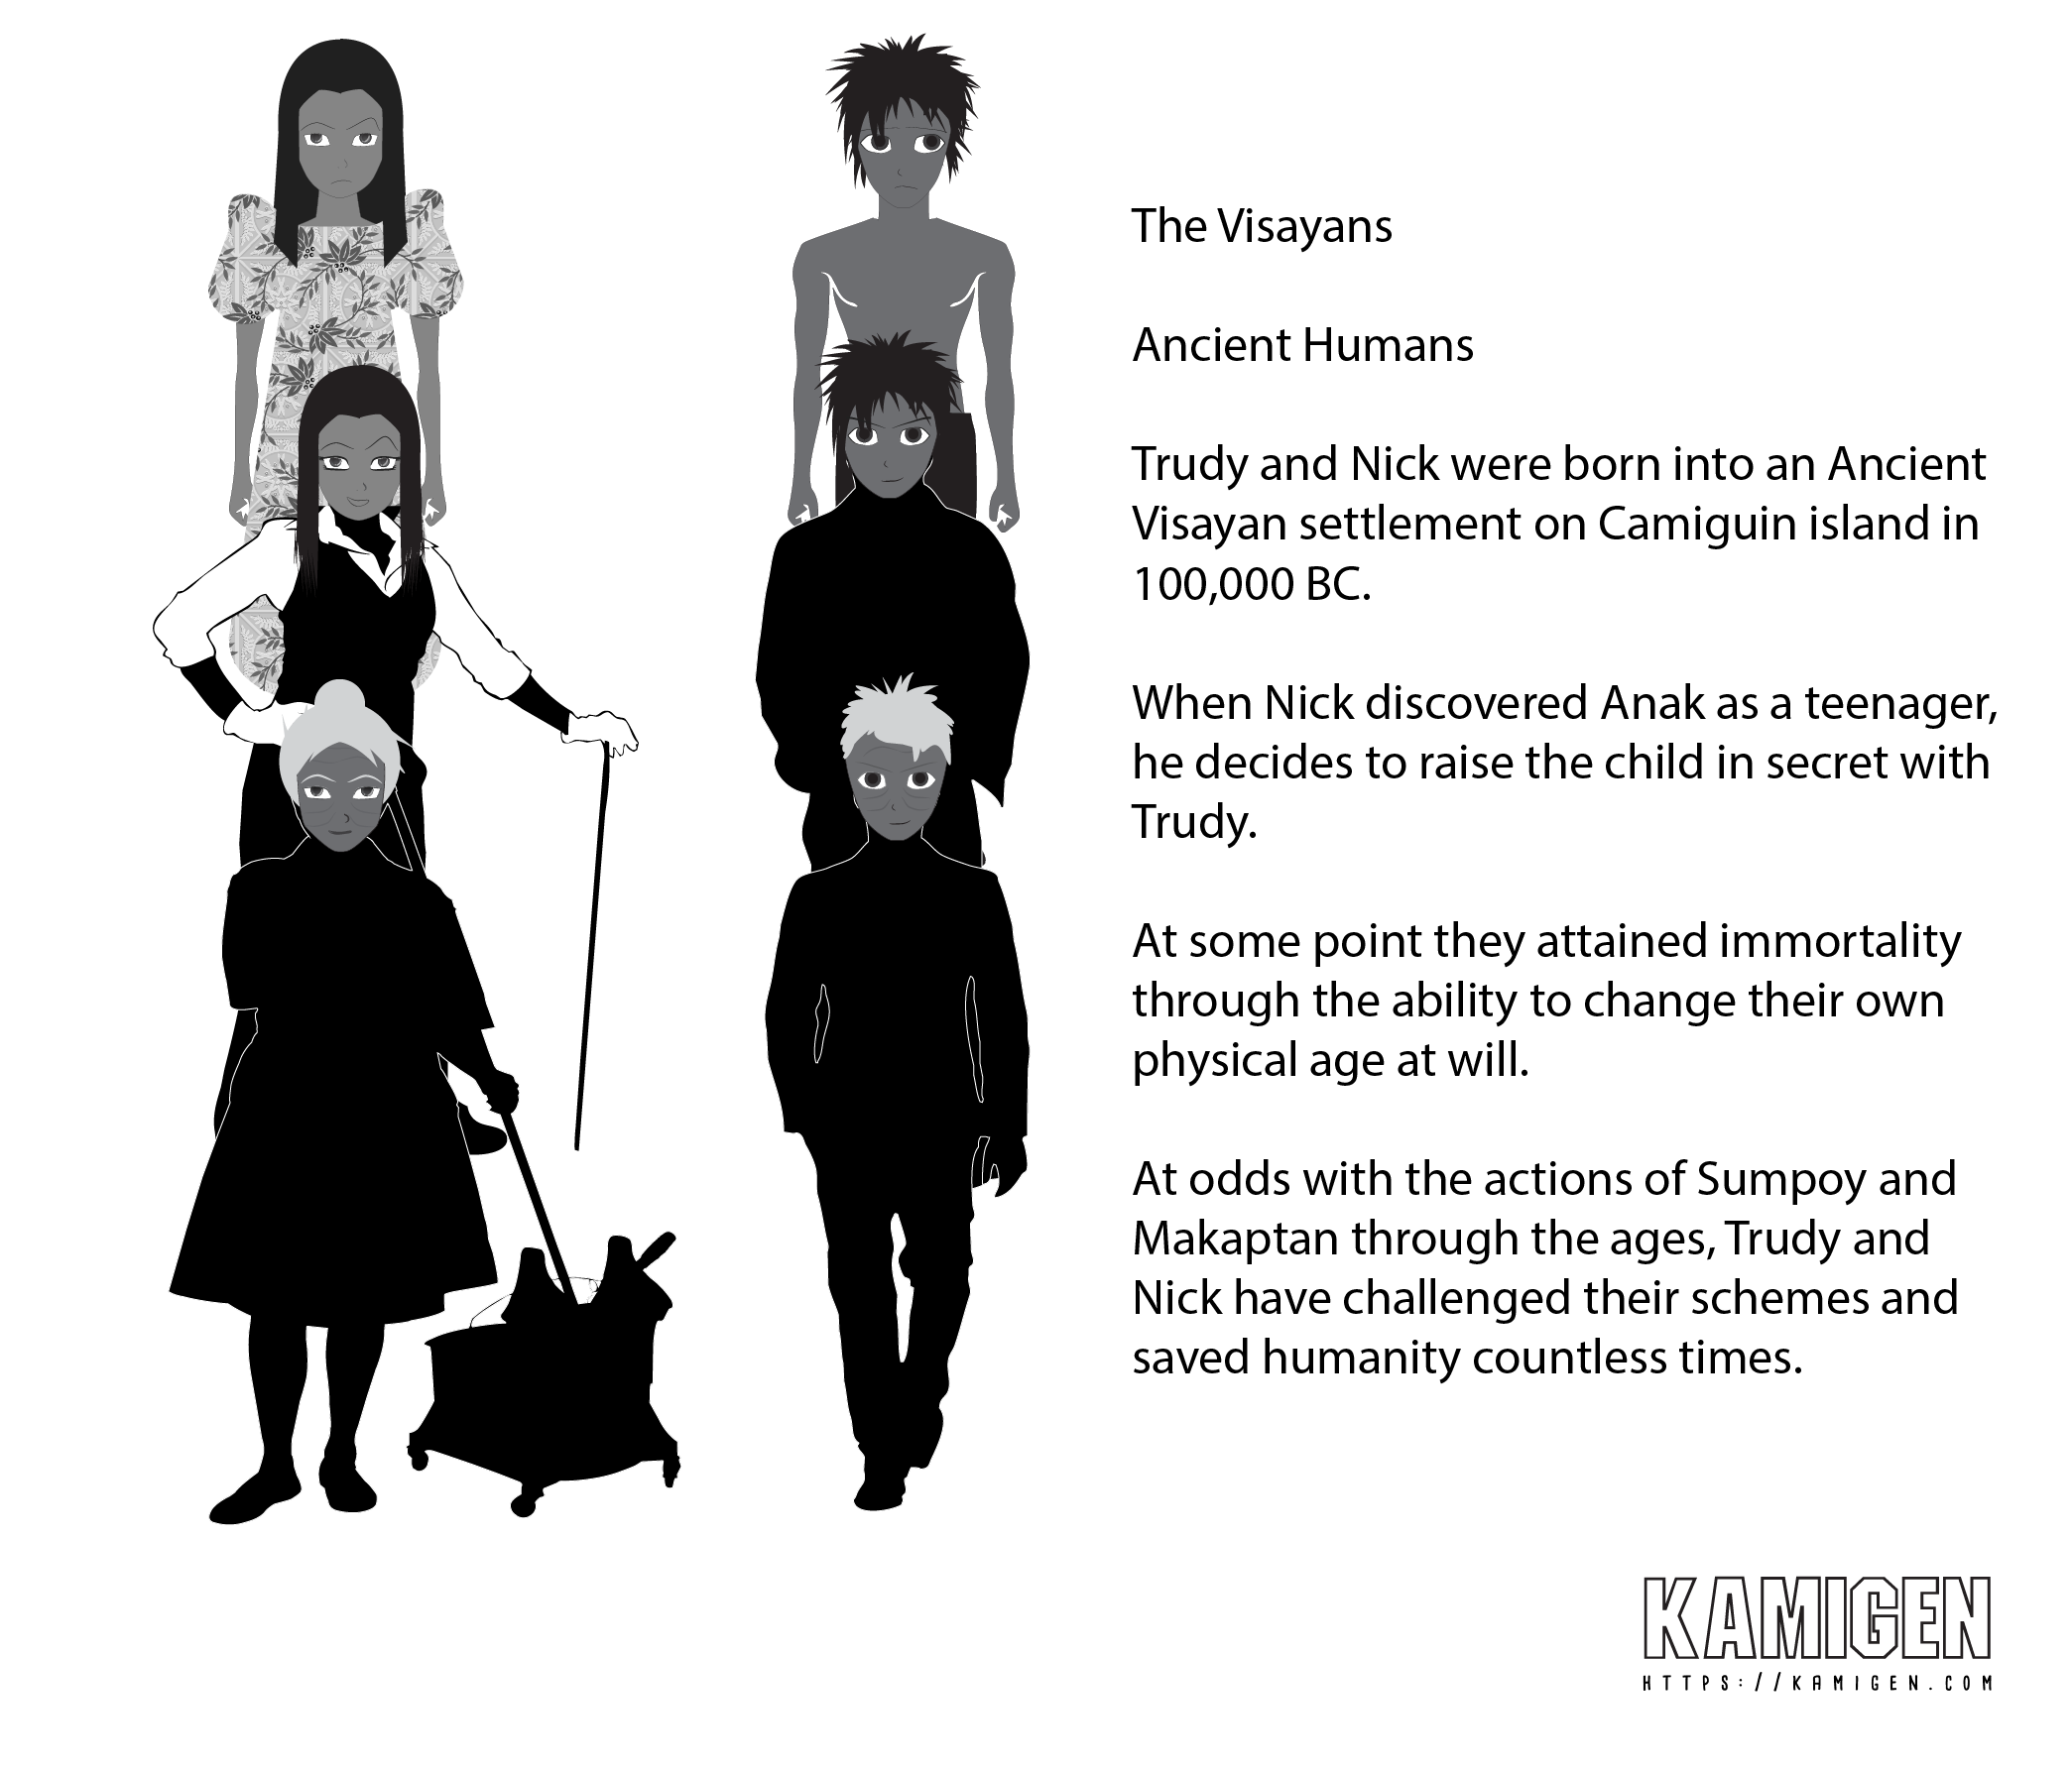 The Visayans
Ancient Humans
Trudy and Nick were born into an Ancient
Visayan settlement on Camiguin island in
100,000 BC.
When Nick discovered Anak as a teenager,
he decides to raise the child in secret with
Trudy.
At some point they attained immortality
through the ability to change their own
physical age at will.
At odds with the actions of Sumpoy and
Makaptan through the ages, Trudy and
Nick have challenged their schemes and
saved humanity countless times.
KAMIGEN
HTTPS://KAMIGEN.COM